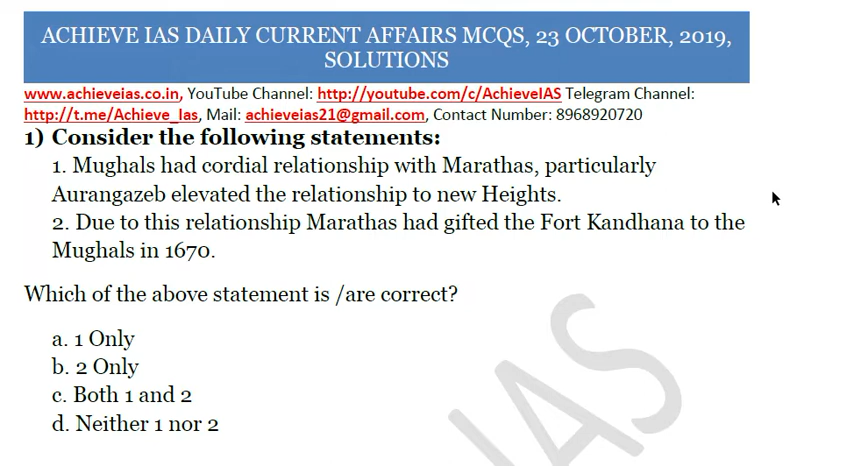 ACHIEVE IAS DAILY CURRENT AFFAIRS MCQS, 23 OCTOBER, 2019,
SOLUTIONS
www.achieveias.co.in, YouTube Channel: http://youtube.com/c/AchieveIAS Telegram Channel:
http://t.me/Achieve_Ias, Mail: achieveias21@gmail.com, Contact Number: 8968920720
1) Consider the following statements:
1. Mughals had cordial relationship with Marathas, particularly
Aurangazeb elevated the relationship to new Heights.
2. Due to this relationship Marathas had gifted the Fort Kandhana to the
Mughals in 1670.
Which of the above statement is /are correct?
a. 1 Only
b. 2 Only
c. Both 1 and 2
d. Neither 1 nor 2
IAS